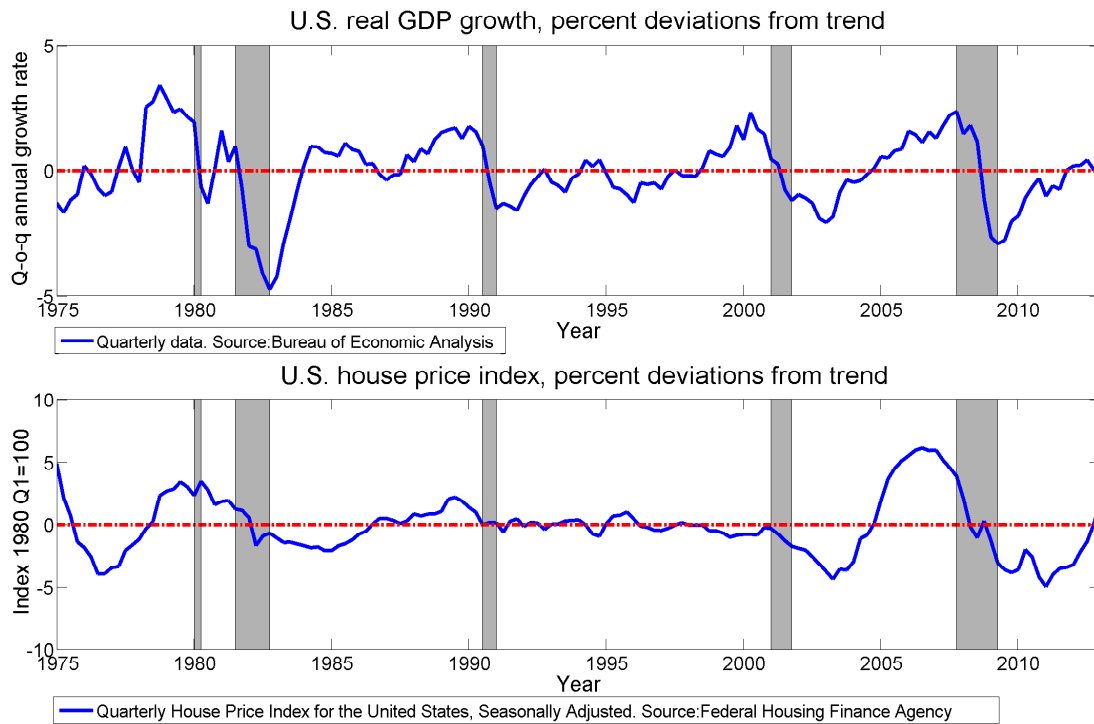 U.S. real GDP growth, percent deviations from trend
Q-o-q annual growth rate
5
0
-5
1975 1980 1985 1990 1995 2000 2005 2010
Year
Quarterly data. Source:Bureau of Economic Analysis
U.S. house price index, percent deviations from trend
Index 1980 Q1=100
10
5
0
-5
-10
1975 1980 1985 1990 1995 2000 2005 2010
Year
Quarterly House Price Index for the United States, Seasonally Adjusted. Source:Federal Housing Finance Agency